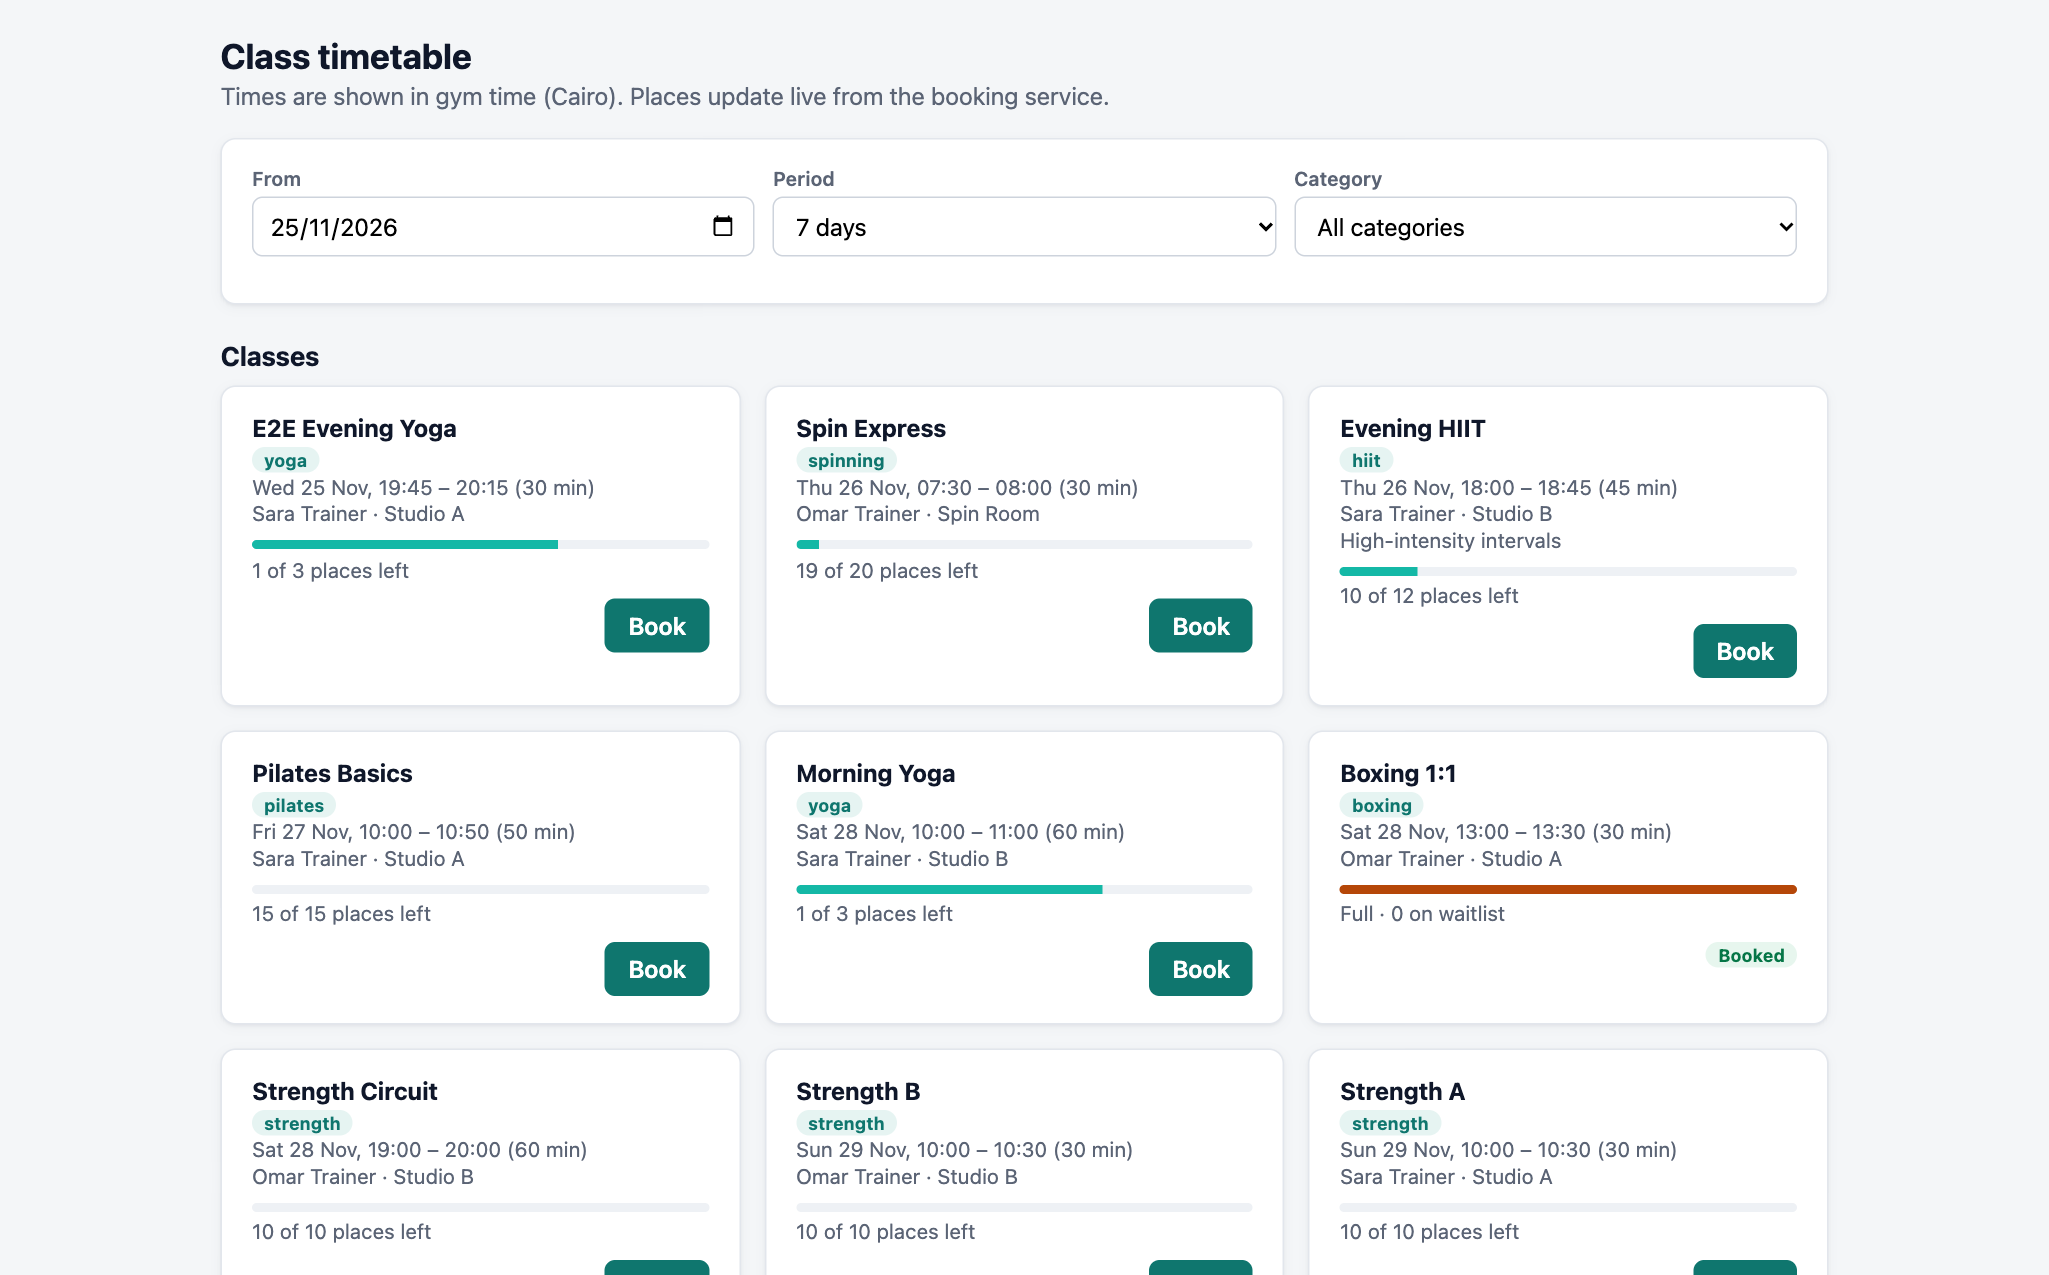 Class timetable
Times are shown in gym time (Cairo). Places update live from the booking service.
From
Period
Category
25/11/2026
7 days
All categories
Classes
E2E Evening Yoga
yoga
Wed 25 Nov, 19:45 – 20:15 (30 min)
Sara Trainer · Studio A
1 of 3 places left
Book
Spin Express
spinning
Thu 26 Nov, 07:30 – 08:00 (30 min)
Omar Trainer · Spin Room
19 of 20 places left
Book
Evening HIIT
hiit
Thu 26 Nov, 18:00 – 18:45 (45 min)
Sara Trainer · Studio B
High-intensity intervals
10 of 12 places left
Book
Pilates Basics
pilates
Fri 27 Nov, 10:00 – 10:50 (50 min)
Sara Trainer · Studio A
15 of 15 places left
Book
Morning Yoga
yoga
Sat 28 Nov, 10:00 – 11:00 (60 min)
Sara Trainer · Studio B
1 of 3 places left
Book
Boxing 1:1
boxing
Sat 28 Nov, 13:00 – 13:30 (30 min)
Omar Trainer · Studio A
Full · 0 on waitlist
Booked
Strength Circuit
strength
Sat 28 Nov, 19:00 – 20:00 (60 min)
Omar Trainer · Studio B
10 of 10 places left
Strength B
strength
Sun 29 Nov, 10:00 – 10:30 (30 min)
Omar Trainer · Studio B
10 of 10 places left
Strength A
strength
Sun 29 Nov, 10:00 – 10:30 (30 min)
Sara Trainer · Studio A
10 of 10 places left